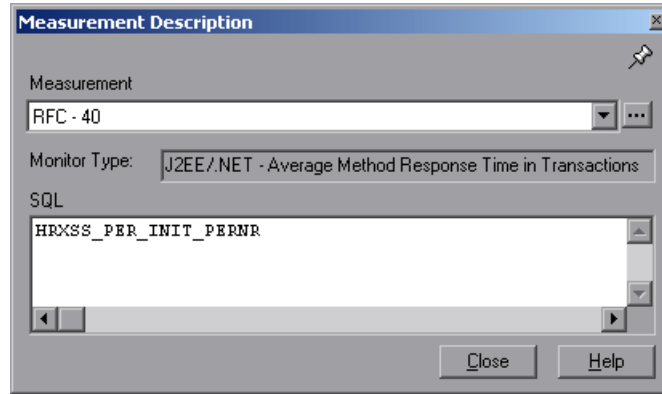 Measurement Description
Measurement
RFC - 40
Monitor Type: J2EE/.NET - Average Method Response Time in Transactions
SQL
HRXSS_PER_INIT_PERNR
Close Help